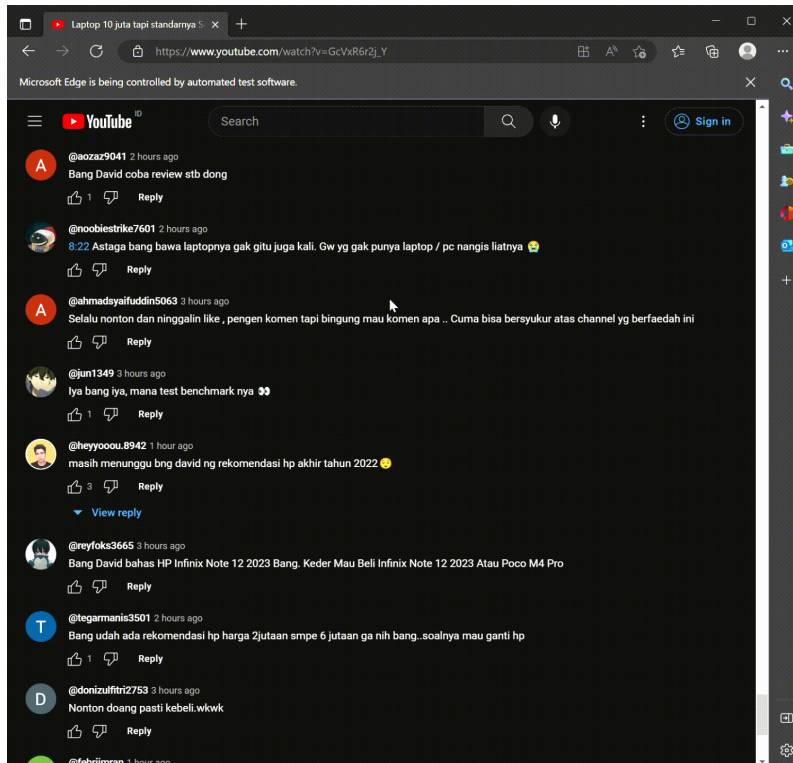 Laptop 10 juta tapi standarnya S
https://www.youtube.com/watch?v=GcVxR6r2j_Y
Microsoft Edge is being controlled by automated test software.
YouTube ID
Search
Sign in
@aozaz9041 2 hours ago
Bang David coba review stb dong
1 Reply
@noobiestrike7601 2 hours ago
8:22 Astaga bang bawa laptopnya gak gitu juga kali. Gw yg gak punya laptop / pc nangis liatnya 😭
Reply
@ahmadsyaifuddin5063 3 hours ago
Selalu nonton dan ninggalin like , pengen komen tapi bingung mau komen apa .. Cuma bisa bersyukur atas channel yg berfaedah ini
Reply
@jun1349 3 hours ago
Iya bang iya, mana test benchmark nya 👀
1 Reply
@heyyooou.8942 1 hour ago
masih menunggu bng david ng rekomendasi hp akhir tahun 2022😌
3 Reply
View reply
@reyfoks3665 3 hours ago
Bang David bahas HP Infinix Note 12 2023 Bang. Keder Mau Beli Infinix Note 12 2023 Atau Poco M4 Pro
Reply
@tegarmanis3501 2 hours ago
Bang udah ada rekomendasi hp harga 2jutaan smpe 6 jutaan ga nih bang..soalnya mau ganti hp
1 Reply
@donizulfitri2753 3 hours ago
Nonton doang pasti kebeli.wkwk
Reply
@febriimran 1 hour ago